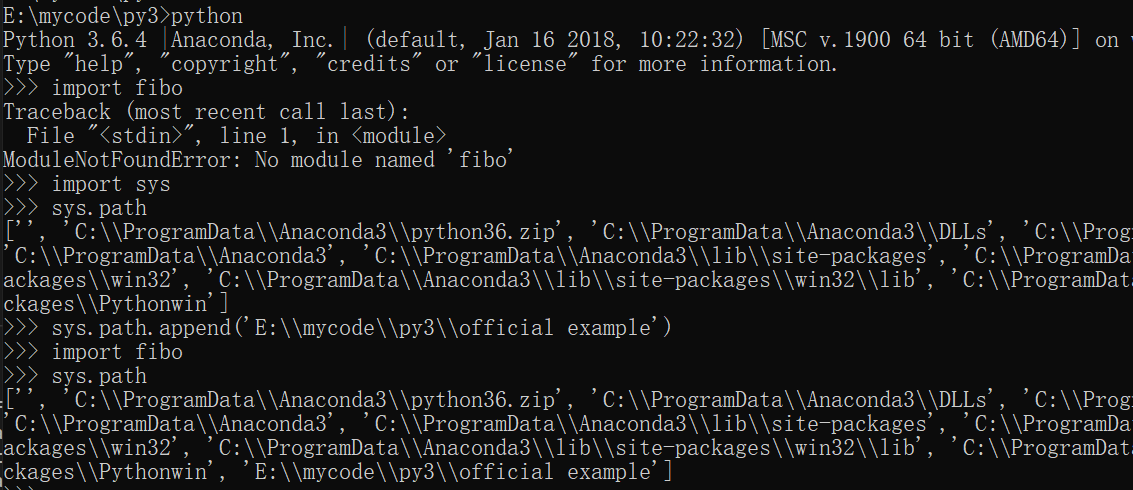 E:\mycode\py3>python
Python 3.6.4 |Anaconda, Inc.| (default, Jan 16 2018, 10:22:32) [MSC v.1900 64 bit (AMD64)] on
Type "help", "copyright", "credits" or "license" for more information.
>>> import fibo
Traceback (most recent call last):
  File "<stdin>", line 1, in <module>
ModuleNotFoundError: No module named 'fibo'
>>> import sys
>>> sys.path
['', 'C:\\ProgramData\\Anaconda3\\python36.zip', 'C:\\ProgramData\\Anaconda3\\DLLs', 'C:\\Prog
'C:\\ProgramData\\Anaconda3', 'C:\\ProgramData\\Anaconda3\\lib\\site-packages', 'C:\\ProgramDa
ackages\\win32', 'C:\\ProgramData\\Anaconda3\\lib\\site-packages\\win32\\lib', 'C:\\ProgramDat
ckages\\Pythonwin']
>>> sys.path.append('E:\\mycode\\py3\\official example')
>>> import fibo
>>> sys.path
['', 'C:\\ProgramData\\Anaconda3\\python36.zip', 'C:\\ProgramData\\Anaconda3\\DLLs', 'C:\\Prog
'C:\\ProgramData\\Anaconda3', 'C:\\ProgramData\\Anaconda3\\lib\\site-packages', 'C:\\ProgramDa
ackages\\win32', 'C:\\ProgramData\\Anaconda3\\lib\\site-packages\\win32\\lib', 'C:\\ProgramDat
ckages\\Pythonwin', 'E:\\mycode\\py3\\official example']
>>>